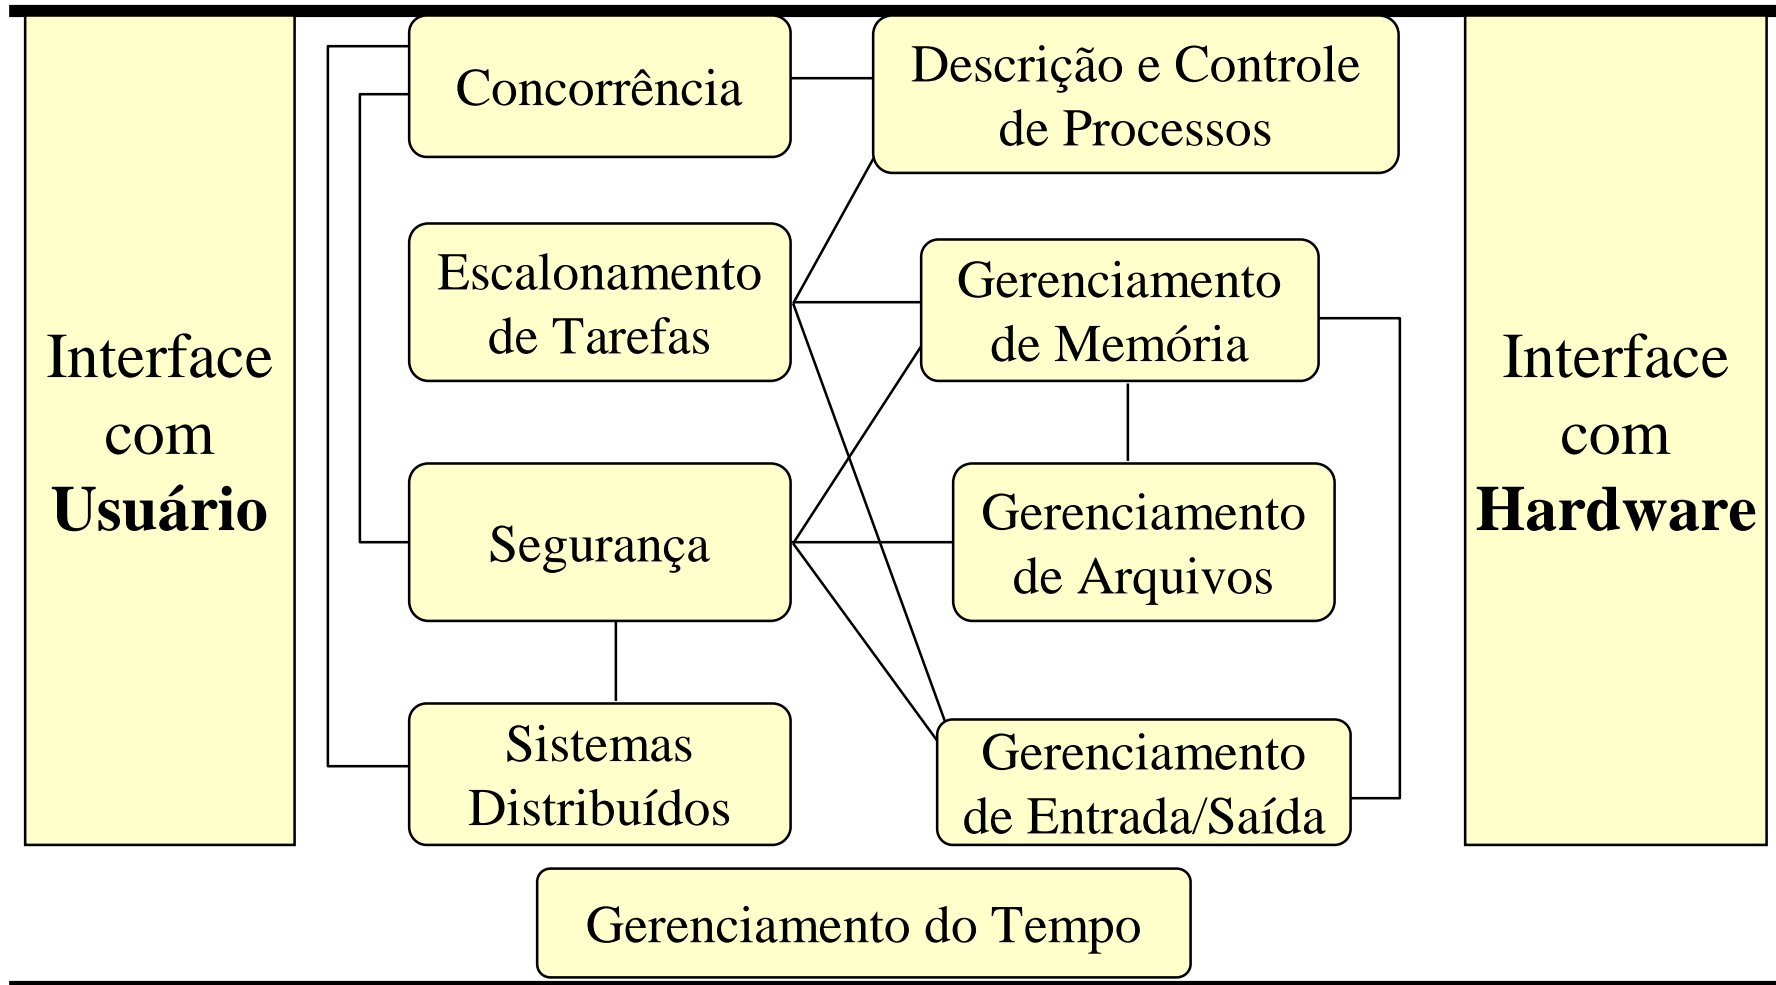 Interface
com
Usuário
Concorrência
Descrição e Controle
de Processos
Escalonamento
de Tarefas
Gerenciamento
de Memória
Segurança
Gerenciamento
de Arquivos
Sistemas
Distribuídos
Gerenciamento
de Entrada/Saída
Interface
com
Hardware
Gerenciamento do Tempo